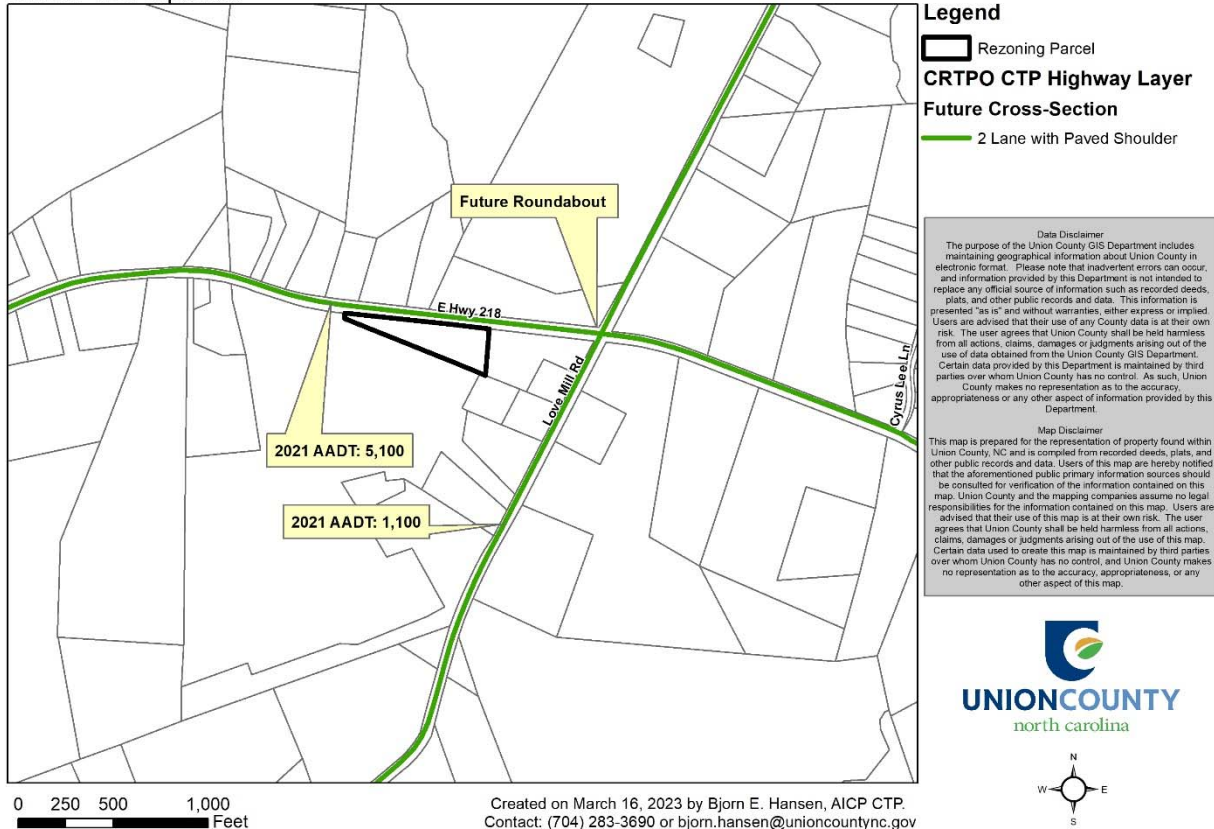 Legend
Rezoning Parcel
CRTPO CTP Highway Layer
Future Cross-Section
2 Lane with Paved Shoulder
Future Roundabout
E Hwy 218
Love Mill Rd
Cyrus Lee Ln
2021 AADT: 5,100
2021 AADT: 1,100
Data Disclaimer
The purpose of the Union County GIS Department includes
maintaining geographical information about Union County in
electronic format. Please note that inadvertent errors can occur,
and information provided by this Department is not intended to
replace any official source of information such as recorded deeds,
plats, and other public records and data. This information is
presented "as is" and without warranties, either express or implied.
Users are advised that their use of any County data is at their own
risk. The user agrees that Union County shall be held harmless
from all actions, claims, damages or judgments arising out of the
use of data obtained from the Union County GIS Department.
Certain data provided by this Department is maintained by third
parties over whom Union County has no control. As such, Union
County makes no representation as to the accuracy,
appropriateness or any other aspect of information provided by this
Department.
Map Disclaimer
This map is prepared for the representation of property found within
Union County, NC and is compiled from recorded deeds, plats, and
other public records and data. Users of this map are hereby notified
that the aforementioned public primary information sources should
be consulted for verification of the information contained on this
map. Union County and the mapping companies assume no legal
responsibilities for the information contained on this map. Users are
advised that their use of this map is at their own risk. The user
agrees that Union County shall be held harmless from all actions,
claims, damages or judgments arising out of the use of this map.
Certain data used to create this map is maintained by third parties
over whom Union County has no control, and Union County makes
no representation as to the accuracy, appropriateness, or any
other aspect of this map.
UNIONCOUNTY
north carolina
N
W E
S
0 250 500 1,000
Feet
Created on March 16, 2023 by Bjorn E. Hansen, AICP CTP.
Contact: (704) 283-3690 or bjorn.hansen@unioncountync.gov